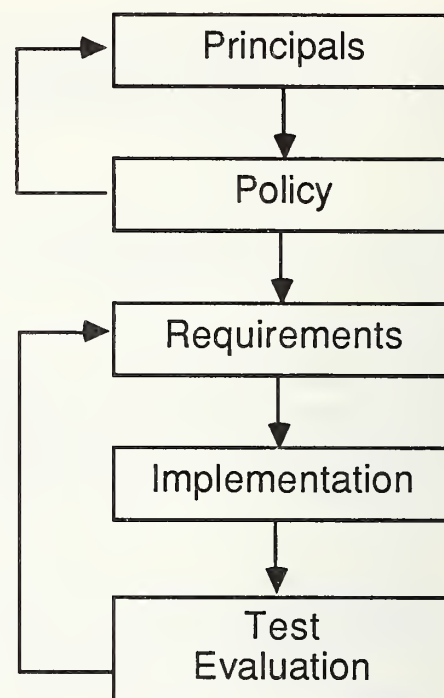 Principals
Policy
Requirements
Implementation
Test
Evaluation